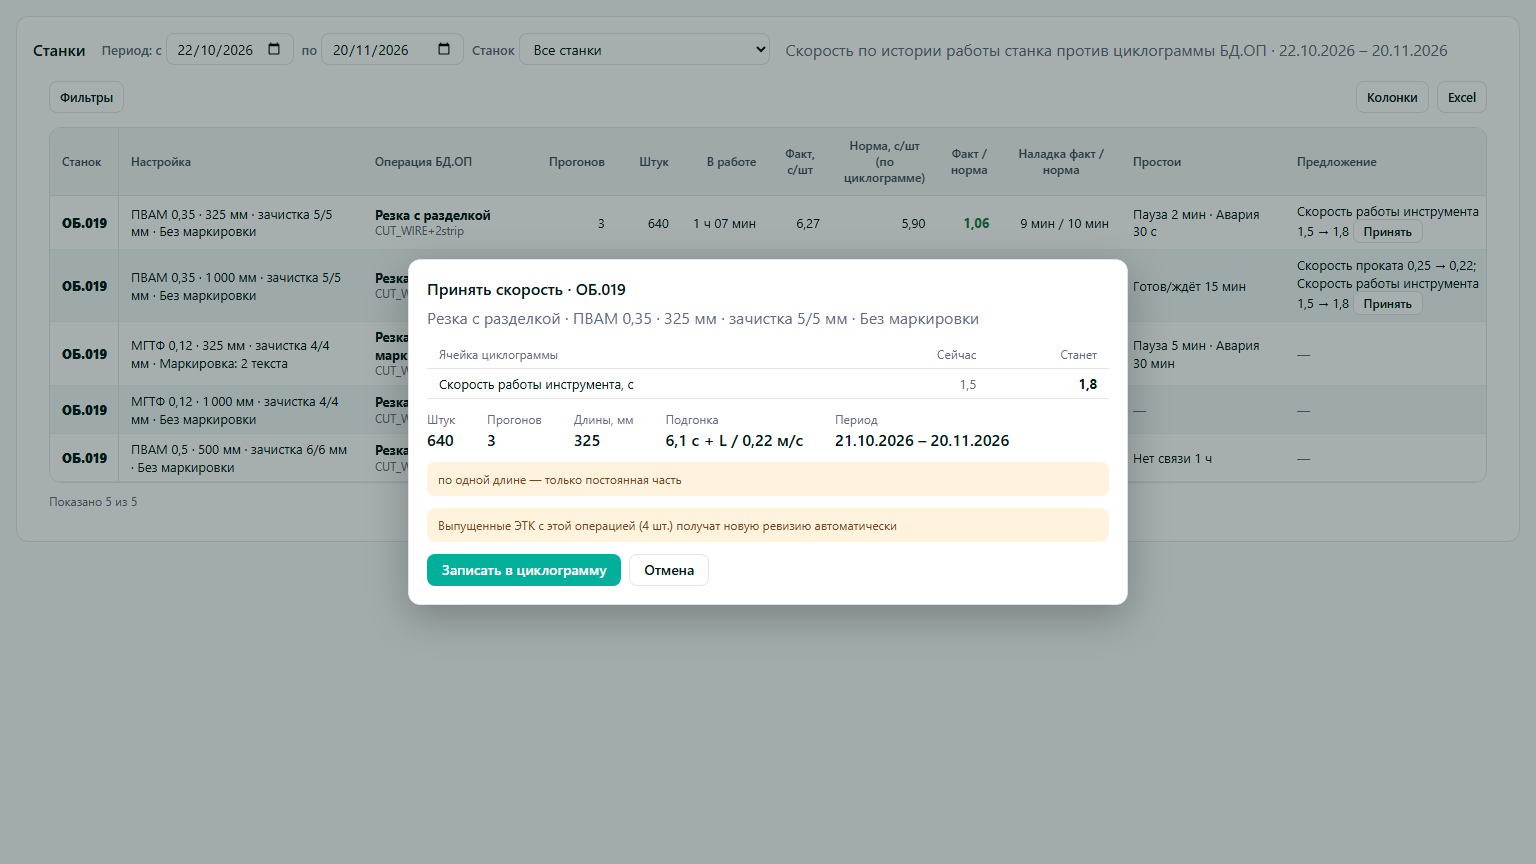 Станки Период: с 22/10/2026 по 20/11/2026 Станок Все станки Скорость по истории работы станка против циклограммы БД.ОП · 22.10.2026 – 20.11.2026
Фильтры Колонки Excel
Станок Настройка Операция БД.ОП Прогонов Штук В работе Факт, с/шт Норма, с/шт (по циклограмме) Факт / норма Наладка факт / норма Простои Предложение
ОБ.019 ПВАМ 0,35 · 325 мм · зачистка 5/5 мм · Без маркировки Резка с разделкой CUT_WIRE+2strip 3 640 1 ч 07 мин 6,27 5,90 1,06 9 мин / 10 мин Пауза 2 мин · Авария 30 с Скорость работы инструмента 1,5 → 1,8 Принять
ОБ.019 ПВАМ 0,35 · 1 000 мм · зачистка 5/5 мм · Без маркировки Готов/ждёт 15 мин Скорость проката 0,25 → 0,22; Скорость работы инструмента 1,5 → 1,8 Принять
ОБ.019 МГТФ 0,12 · 325 мм · зачистка 4/4 мм · Маркировка: 2 текста Пауза 5 мин · Авария 30 мин —
ОБ.019 МГТФ 0,12 · 1 000 мм · зачистка 4/4 мм · Без маркировки — —
ОБ.019 ПВАМ 0,5 · 500 мм · зачистка 6/6 мм · Без маркировки Нет связи 1 ч —
Показано 5 из 5
Принять скорость · ОБ.019
Резка с разделкой · ПВАМ 0,35 · 325 мм · зачистка 5/5 мм · Без маркировки
Ячейка циклограммы Сейчас Станет
Скорость работы инструмента, с 1,5 1,8
Штук Прогонов Длины, мм Подгонка Период
640 3 325 6,1 с + L / 0,22 м/с 21.10.2026 – 20.11.2026
по одной длине — только постоянная часть
Выпущенные ЭТК с этой операцией (4 шт.) получат новую ревизию автоматически
Записать в циклограмму Отмена